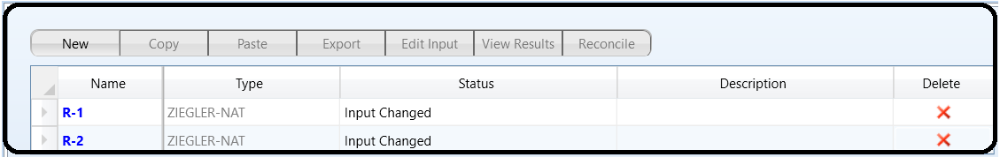 New Copy Paste Export Edit Input View Results Reconcile
Name Type Status Description Delete
R-1 ZIEGLER-NAT Input Changed
R-2 ZIEGLER-NAT Input Changed